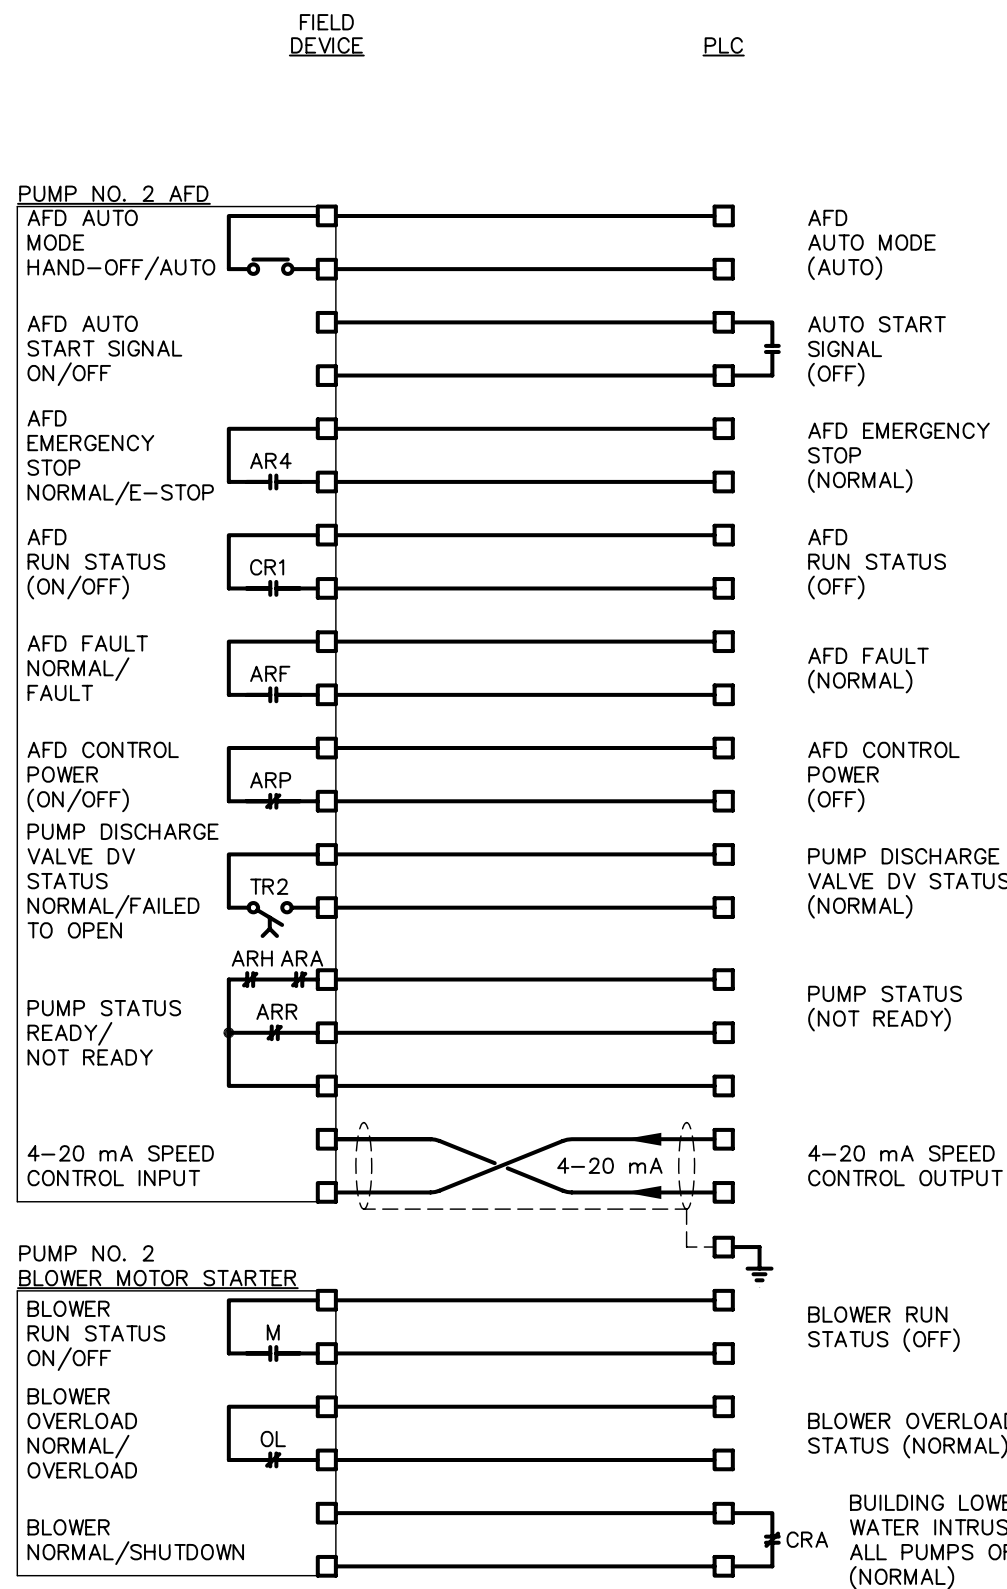 FIELD
DEVICE
PLC
PUMP NO. 2 AFD
AFD AUTO
MODE
HAND-OFF/AUTO
AFD
AUTO MODE
(AUTO)
AFD AUTO
START SIGNAL
ON/OFF
AUTO START
SIGNAL
(OFF)
AFD
EMERGENCY
STOP
NORMAL/E-STOP
AR4
AFD EMERGENCY
STOP
(NORMAL)
AFD
RUN STATUS
(ON/OFF)
CR1
AFD
RUN STATUS
(OFF)
AFD FAULT
NORMAL/
FAULT
ARF
AFD FAULT
(NORMAL)
AFD CONTROL
POWER
(ON/OFF)
ARP
AFD CONTROL
POWER
(OFF)
PUMP DISCHARGE
VALVE DV
STATUS
NORMAL/FAILED
TO OPEN
TR2
PUMP DISCHARGE
VALVE DV STATUS
(NORMAL)
ARH ARA
PUMP STATUS
READY/
NOT READY
ARR
PUMP STATUS
(NOT READY)
4-20 mA SPEED
CONTROL INPUT
4-20 mA
4-20 mA SPEED
CONTROL OUTPUT
PUMP NO. 2
BLOWER MOTOR STARTER
BLOWER
RUN STATUS
ON/OFF
M
BLOWER RUN
STATUS (OFF)
BLOWER
OVERLOAD
NORMAL/
OVERLOAD
OL
BLOWER OVERLOAD
STATUS (NORMAL)
BLOWER
NORMAL/SHUTDOWN
CRA
BUILDING LOWE
WATER INTRUS
ALL PUMPS OF
(NORMAL)